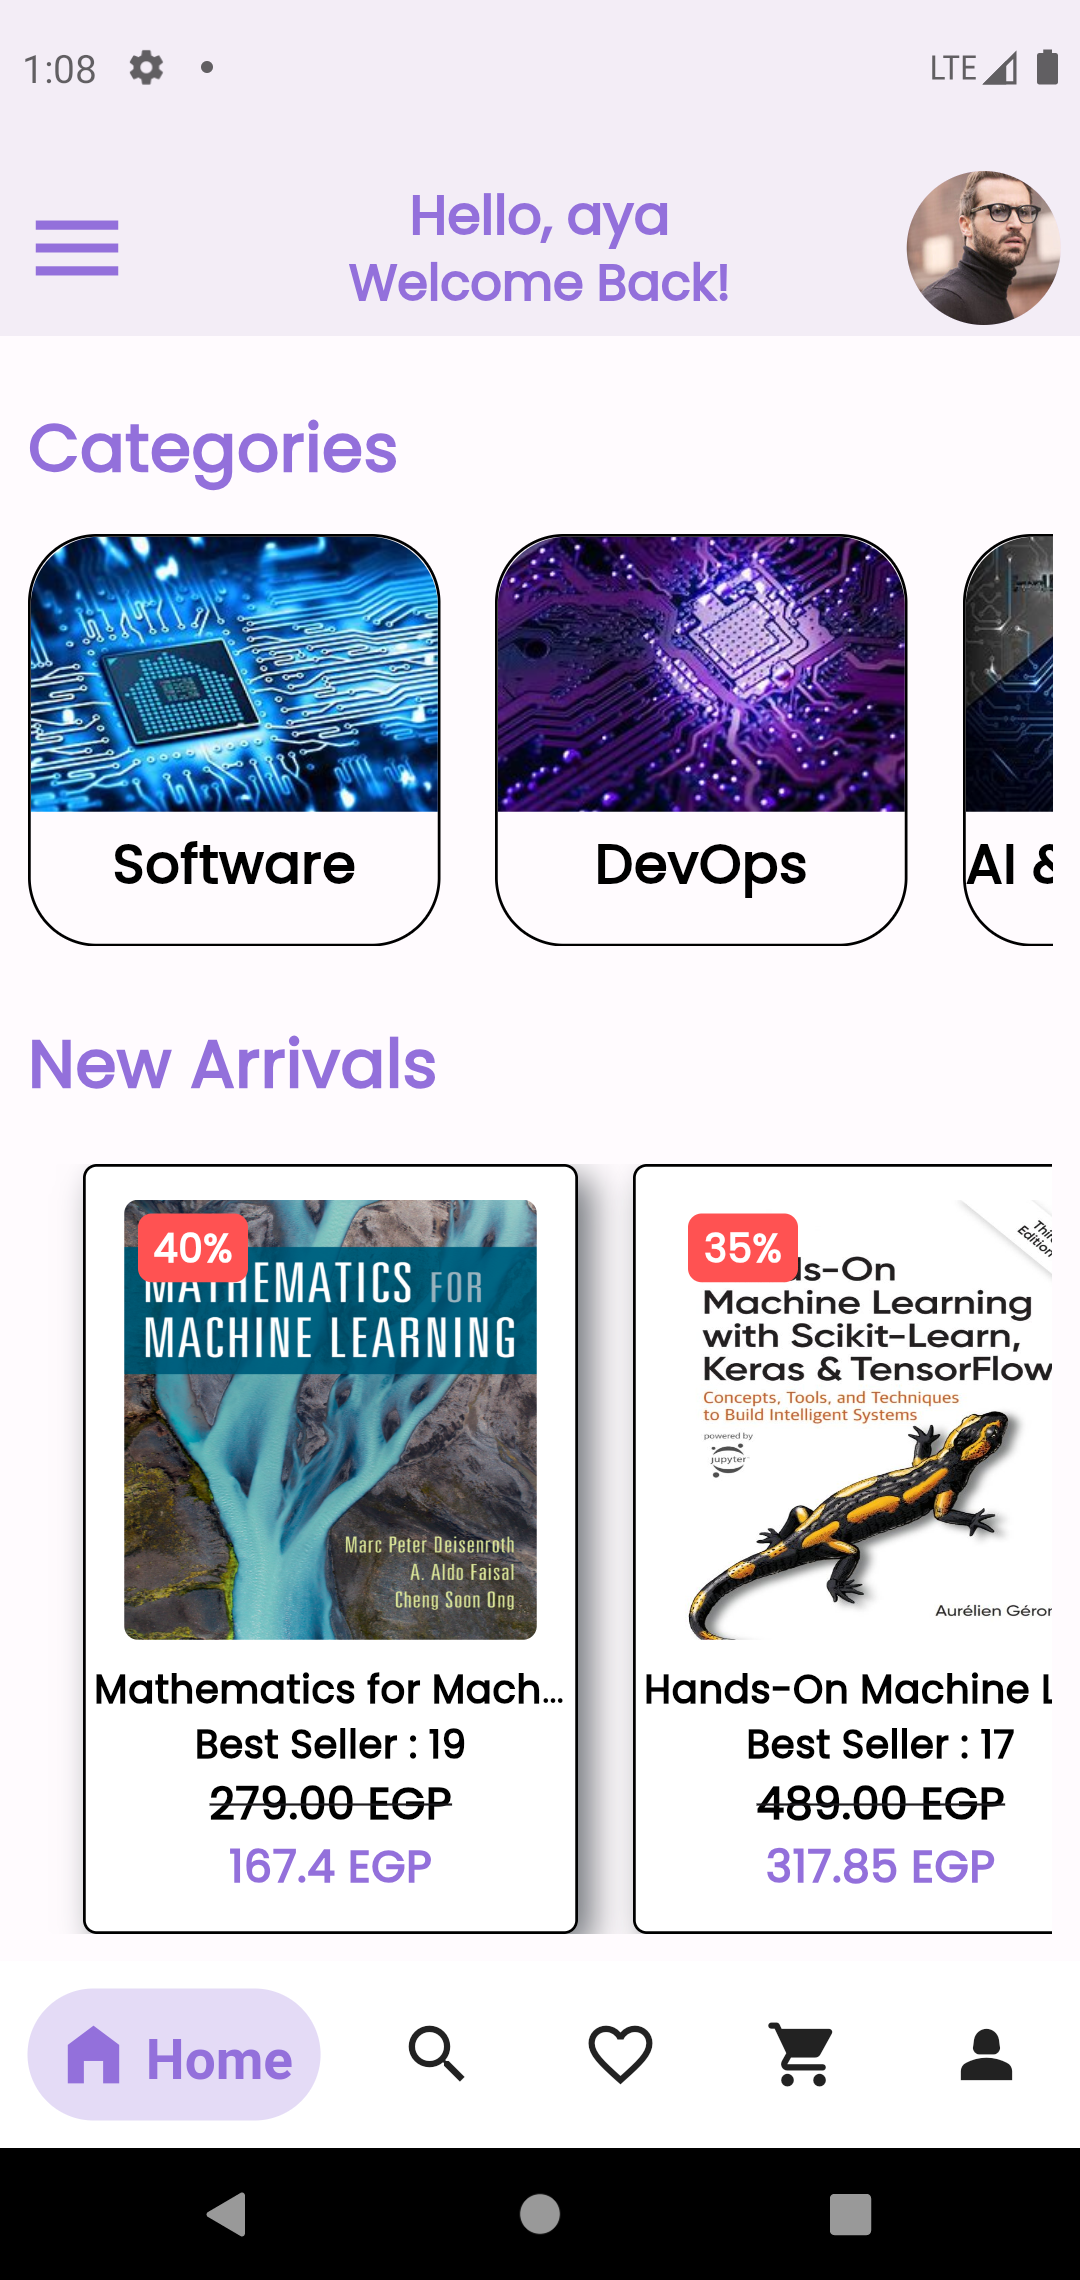 1:08
LTE
Hello, aya
Welcome Back!
Categories
Software
DevOps
AI &
New Arrivals
40%
MATHEMATICS FOR
MACHINE LEARNING
Marc Peter Deisenroth
A. Aldo Faisal
Cheng Soon Ong
Mathematics for Mach...
Best Seller : 19
279.00 EGP
167.4 EGP
35%
Edition
ds-On
Machine Learning
with Scikit-Learn,
Keras & TensorFlow
Concepts, Tools, and Techniques
to Build Intelligent Systems
powered by
jupyter
Aurélien Géron
Hands-On Machine L
Best Seller : 17
489.00 EGP
317.85 EGP
Home